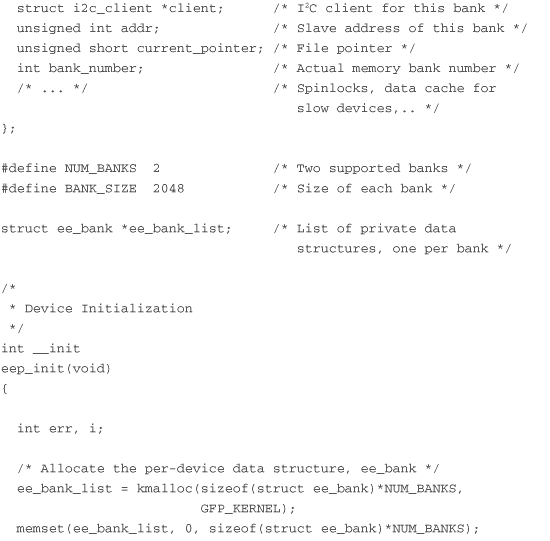 struct i2c_client *client;      /* I²C client for this bank */
  unsigned int addr;              /* Slave address of this bank */
  unsigned short current_pointer; /* File pointer */
  int bank_number;                /* Actual memory bank number */
  /* ... */                       /* Spinlocks, data cache for
                                     slow devices,.. */
};

#define NUM_BANKS  2              /* Two supported banks */
#define BANK_SIZE  2048           /* Size of each bank */

struct ee_bank *ee_bank_list;     /* List of private data
                                     structures, one per bank */

/*
 * Device Initialization
 */
int __init
eep_init(void)
{

  int err, i;

  /* Allocate the per-device data structure, ee_bank */
  ee_bank_list = kmalloc(sizeof(struct ee_bank)*NUM_BANKS,
                         GFP_KERNEL);
  memset(ee_bank_list, 0, sizeof(struct ee_bank)*NUM_BANKS);